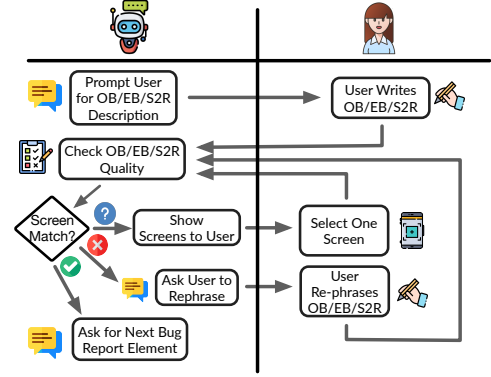 Prompt User
for OB/EB/S2R
Description
User Writes
OB/EB/S2R
Check OB/EB/S2R
Quality
Screen
Match?
?
Show
Screens to User
Select One
Screen
Ask User to
Rephrase
User
Re-phrases
OB/EB/S2R
Ask for Next Bug
Report Element